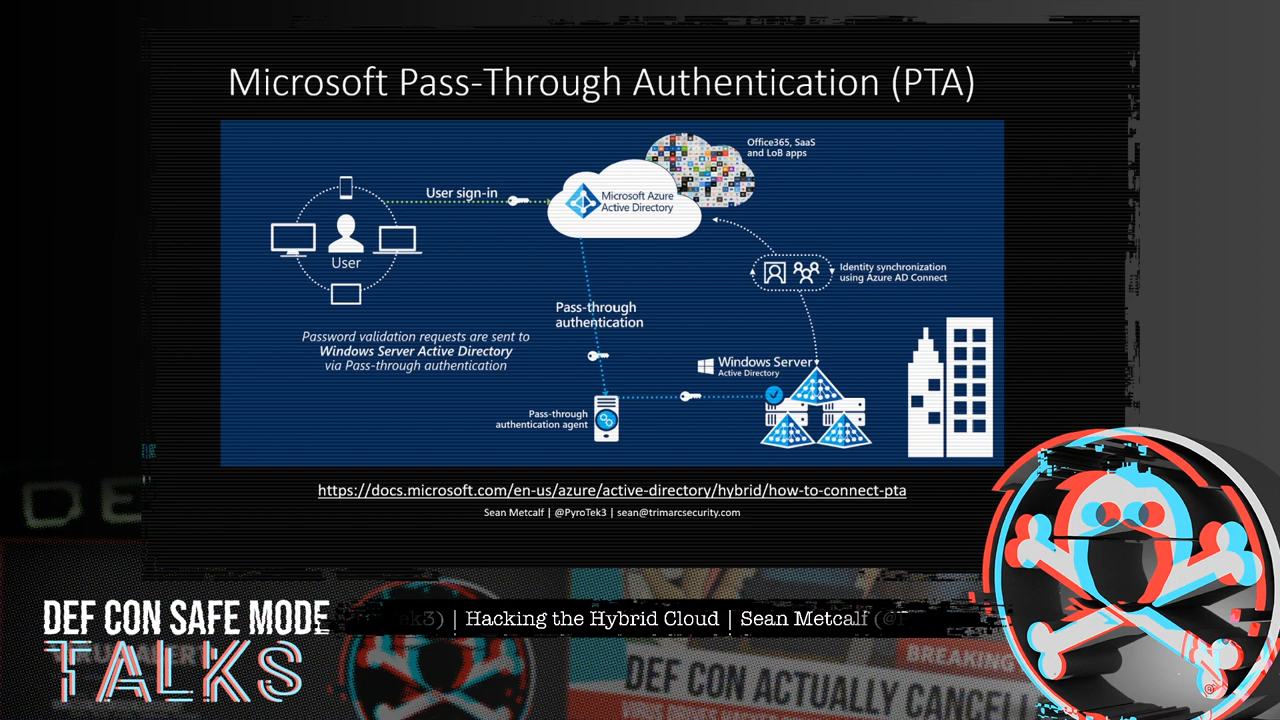 Microsoft Pass-Through Authentication (PTA)
Office365, SaaS
and LoB apps
User sign-in
Microsoft Azure
Active Directory
User
Identity synchronization
using Azure AD Connect
Pass-through
authentication
Password validation requests are sent to
Windows Server Active Directory
via Pass-through authentication
Windows Server
Active Directory
Pass-through
authentication agent
https://docs.microsoft.com/en-us/azure/active-directory/hybrid/how-to-connect-pta
Sean Metcalf | @PyroTek3 | sean@trimarcsecurity.com
DEF CON SAFE MODE
TALKS
ek3) | Hacking the Hybrid Cloud | Sean Metcalf (@P
BREAKING
DEF CON ACTUALLY CANCELL